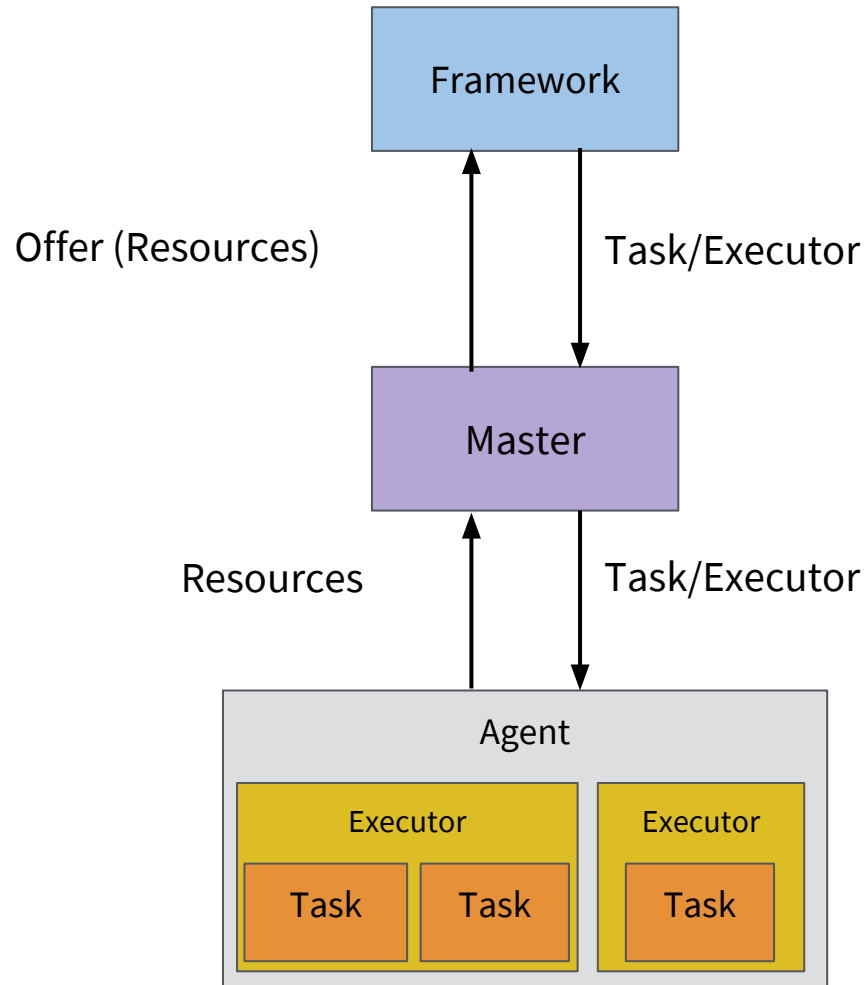 Framework
Offer (Resources)
Task/Executor
Master
Resources
Task/Executor
Agent
Executor
Executor
Task
Task
Task